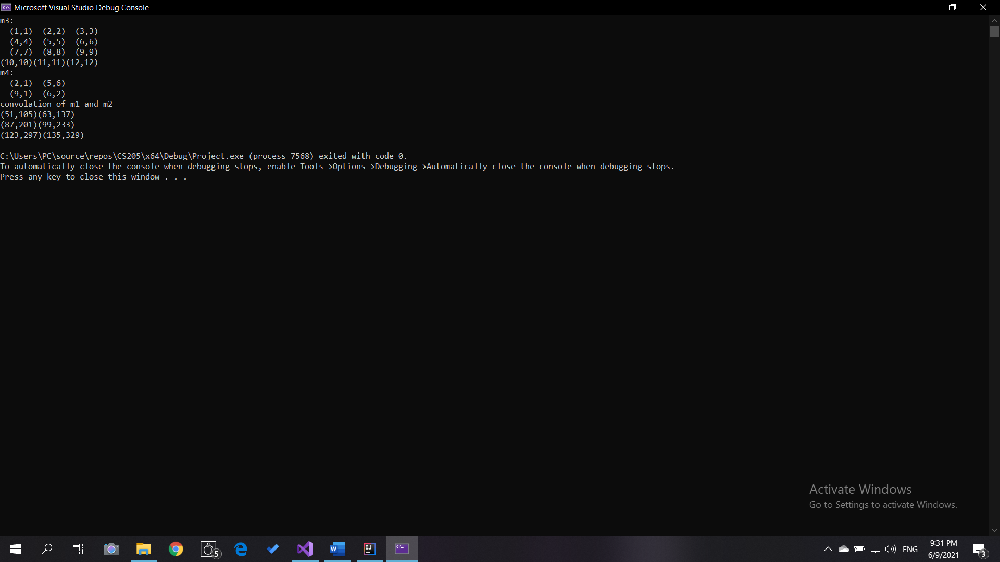 Microsoft Visual Studio Debug Console
m3:
  (1,1)  (2,2)  (3,3)
  (4,4)  (5,5)  (6,6)
  (7,7)  (8,8)  (9,9)
(10,10)(11,11)(12,12)
m4:
  (2,1)  (5,6)
  (9,1)  (6,2)
convolation of m1 and m2
(51,105)(63,137)
(87,201)(99,233)
(123,297)(135,329)
C:\Users\PC\source\repos\CS205\x64\Debug\Project.exe (process 7568) exited with code 0.
To automatically close the console when debugging stops, enable Tools->Options->Debugging->Automatically close the console when debugging stops.
Press any key to close this window . . .
Activate Windows
Go to Settings to activate Windows.
5
W
IJ
ENG
9:31 PM
6/9/2021
3